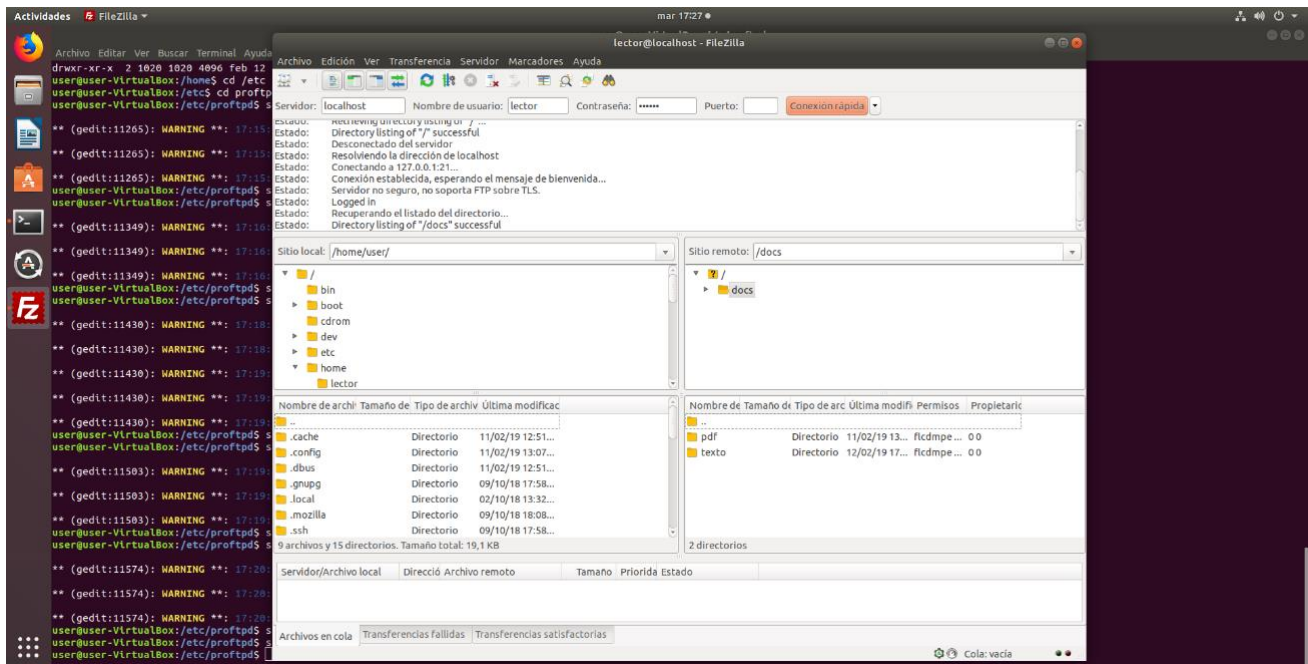 Actividades FileZilla mar 17:27
lector@localhost - FileZilla
Archivo Editar Ver Buscar Terminal Ayuda
drwxr-xr-x 2 1020 1020 4096 feb 12
user@user-VirtualBox:/home$ cd /etc
user@user-VirtualBox:/etc$ cd proftp
user@user-VirtualBox:/etc/proftpd$ s
** (gedit:11265): WARNING **: 17:15:
** (gedit:11265): WARNING **: 17:15:
** (gedit:11265): WARNING **: 17:15:
user@user-VirtualBox:/etc/proftpd$ s
user@user-VirtualBox:/etc/proftpd$ s
** (gedit:11349): WARNING **: 17:16:
** (gedit:11349): WARNING **: 17:16:
** (gedit:11349): WARNING **: 17:16:
user@user-VirtualBox:/etc/proftpd$ s
user@user-VirtualBox:/etc/proftpd$ s
** (gedit:11430): WARNING **: 17:18:
** (gedit:11430): WARNING **: 17:18:
** (gedit:11430): WARNING **: 17:19:
** (gedit:11430): WARNING **: 17:19:
** (gedit:11430): WARNING **: 17:19:
user@user-VirtualBox:/etc/proftpd$ s
user@user-VirtualBox:/etc/proftpd$ s
** (gedit:11503): WARNING **: 17:19:
** (gedit:11503): WARNING **: 17:19:
** (gedit:11503): WARNING **: 17:19:
user@user-VirtualBox:/etc/proftpd$ s
user@user-VirtualBox:/etc/proftpd$ s
** (gedit:11574): WARNING **: 17:20:
** (gedit:11574): WARNING **: 17:20:
** (gedit:11574): WARNING **: 17:20:
user@user-VirtualBox:/etc/proftpd$ s
user@user-VirtualBox:/etc/proftpd$ s
user@user-VirtualBox:/etc/proftpd$
Archivo Edición Ver Transferencia Servidor Marcadores Ayuda
Servidor: localhost Nombre de usuario: lector Contraseña: •••••• Puerto: Conexión rápida
Estado: Retrieving directory listing of "/"...
Estado: Directory listing of "/" successful
Estado: Desconectado del servidor
Estado: Resolviendo la dirección de localhost
Estado: Conectando a 127.0.0.1:21...
Estado: Conexión establecida, esperando el mensaje de bienvenida...
Estado: Servidor no seguro, no soporta FTP sobre TLS.
Estado: Logged in
Estado: Recuperando el listado del directorio...
Estado: Directory listing of "/docs" successful
Sitio local: /home/user/
/
bin
boot
cdrom
dev
etc
home
lector
Sitio remoto: /docs
/
docs
Nombre de archi Tamaño de Tipo de archiv Última modificac
..
.cache Directorio 11/02/19 12:51...
.config Directorio 11/02/19 13:07...
.dbus Directorio 11/02/19 12:51...
.gnupg Directorio 09/10/18 17:58...
.local Directorio 02/10/18 13:32...
.mozilla Directorio 09/10/18 18:08...
.ssh Directorio 09/10/18 17:58...
9 archivos y 15 directorios. Tamaño total: 19,1 KB
Nombre de Tamaño de Tipo de arc Última modifi Permisos Propietaric
..
pdf Directorio 11/02/19 13... flcdmpe ... 0 0
texto Directorio 12/02/19 17... flcdmpe ... 0 0
2 directorios
Servidor/Archivo local Direcció Archivo remoto Tamaño Priorida Estado
Archivos en cola Transferencias fallidas Transferencias satisfactorias
Cola: vacía